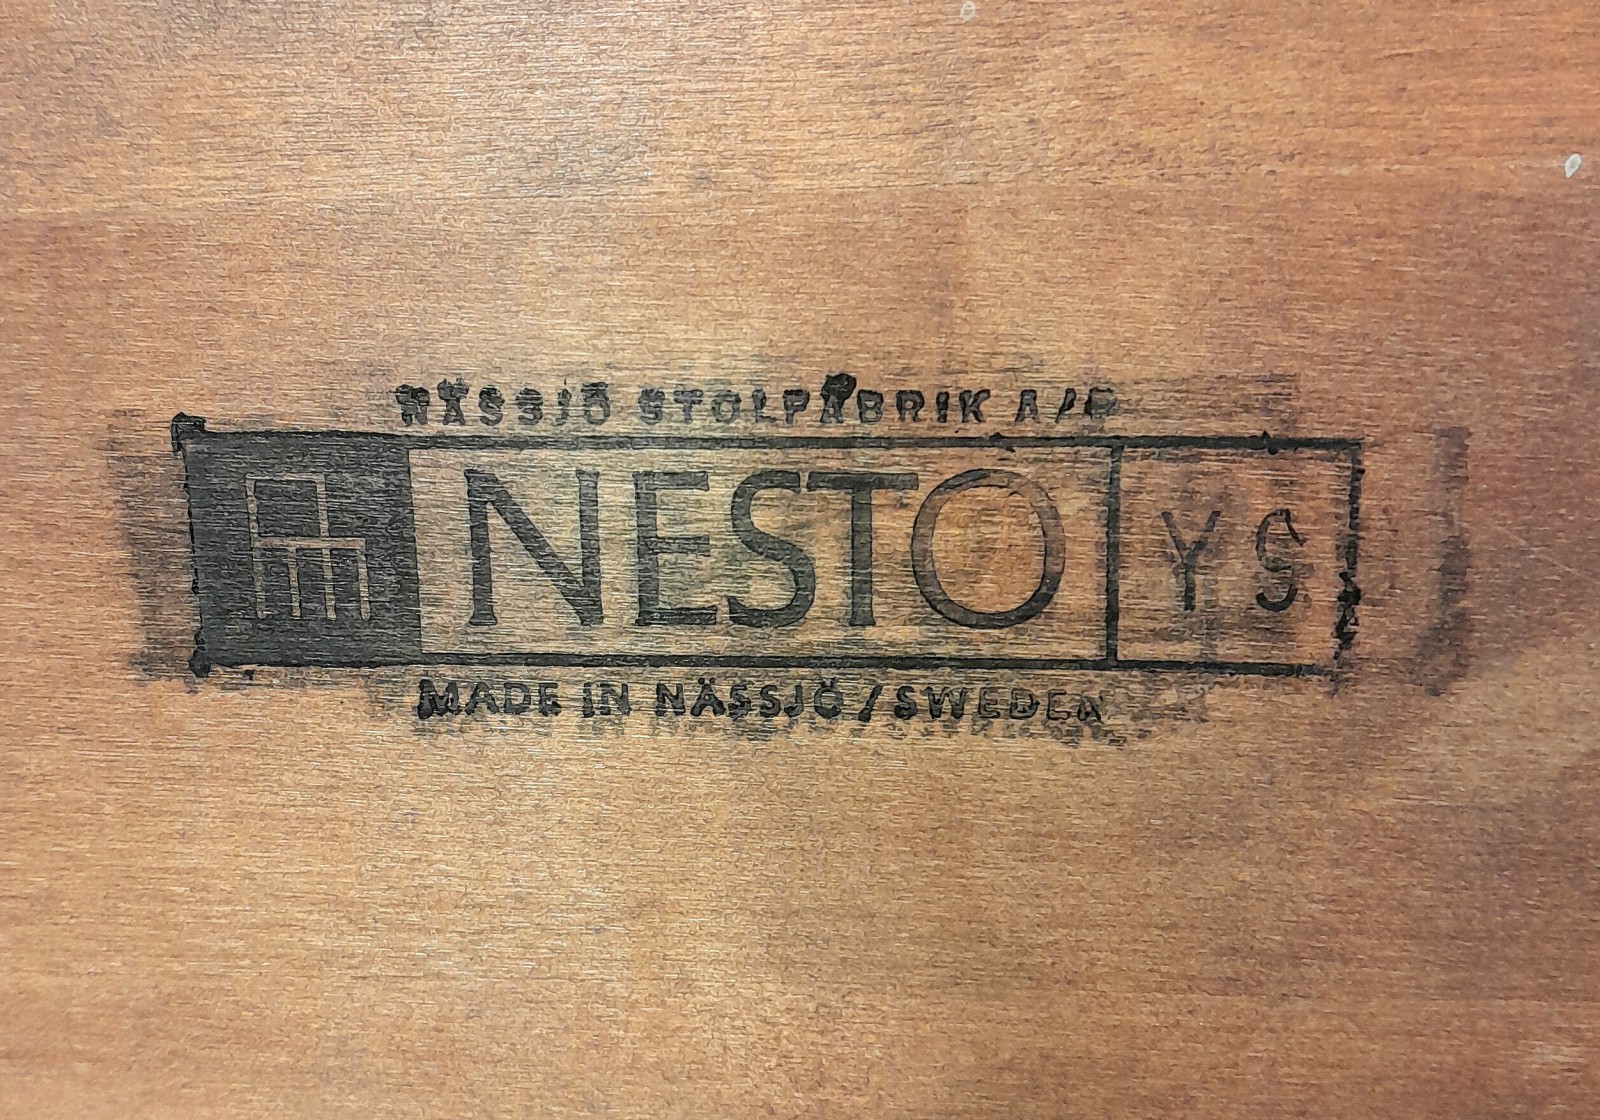 NÄSSJÖ STOLFABRIK A/B
NESTO YS
MADE IN NÄSSJÖ/SWEDEN